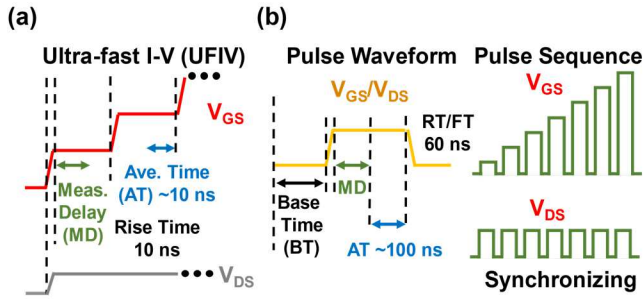 (a)
Ultra-fast I-V (UFIV)
V_GS
Meas.
Delay
(MD)
Ave. Time
(AT) ~10 ns
Rise Time
10 ns
V_DS
(b)
Pulse Waveform
V_GS/V_DS
RT/FT
60 ns
MD
Base
Time
(BT)
AT ~100 ns
Pulse Sequence
V_GS
V_DS
Synchronizing